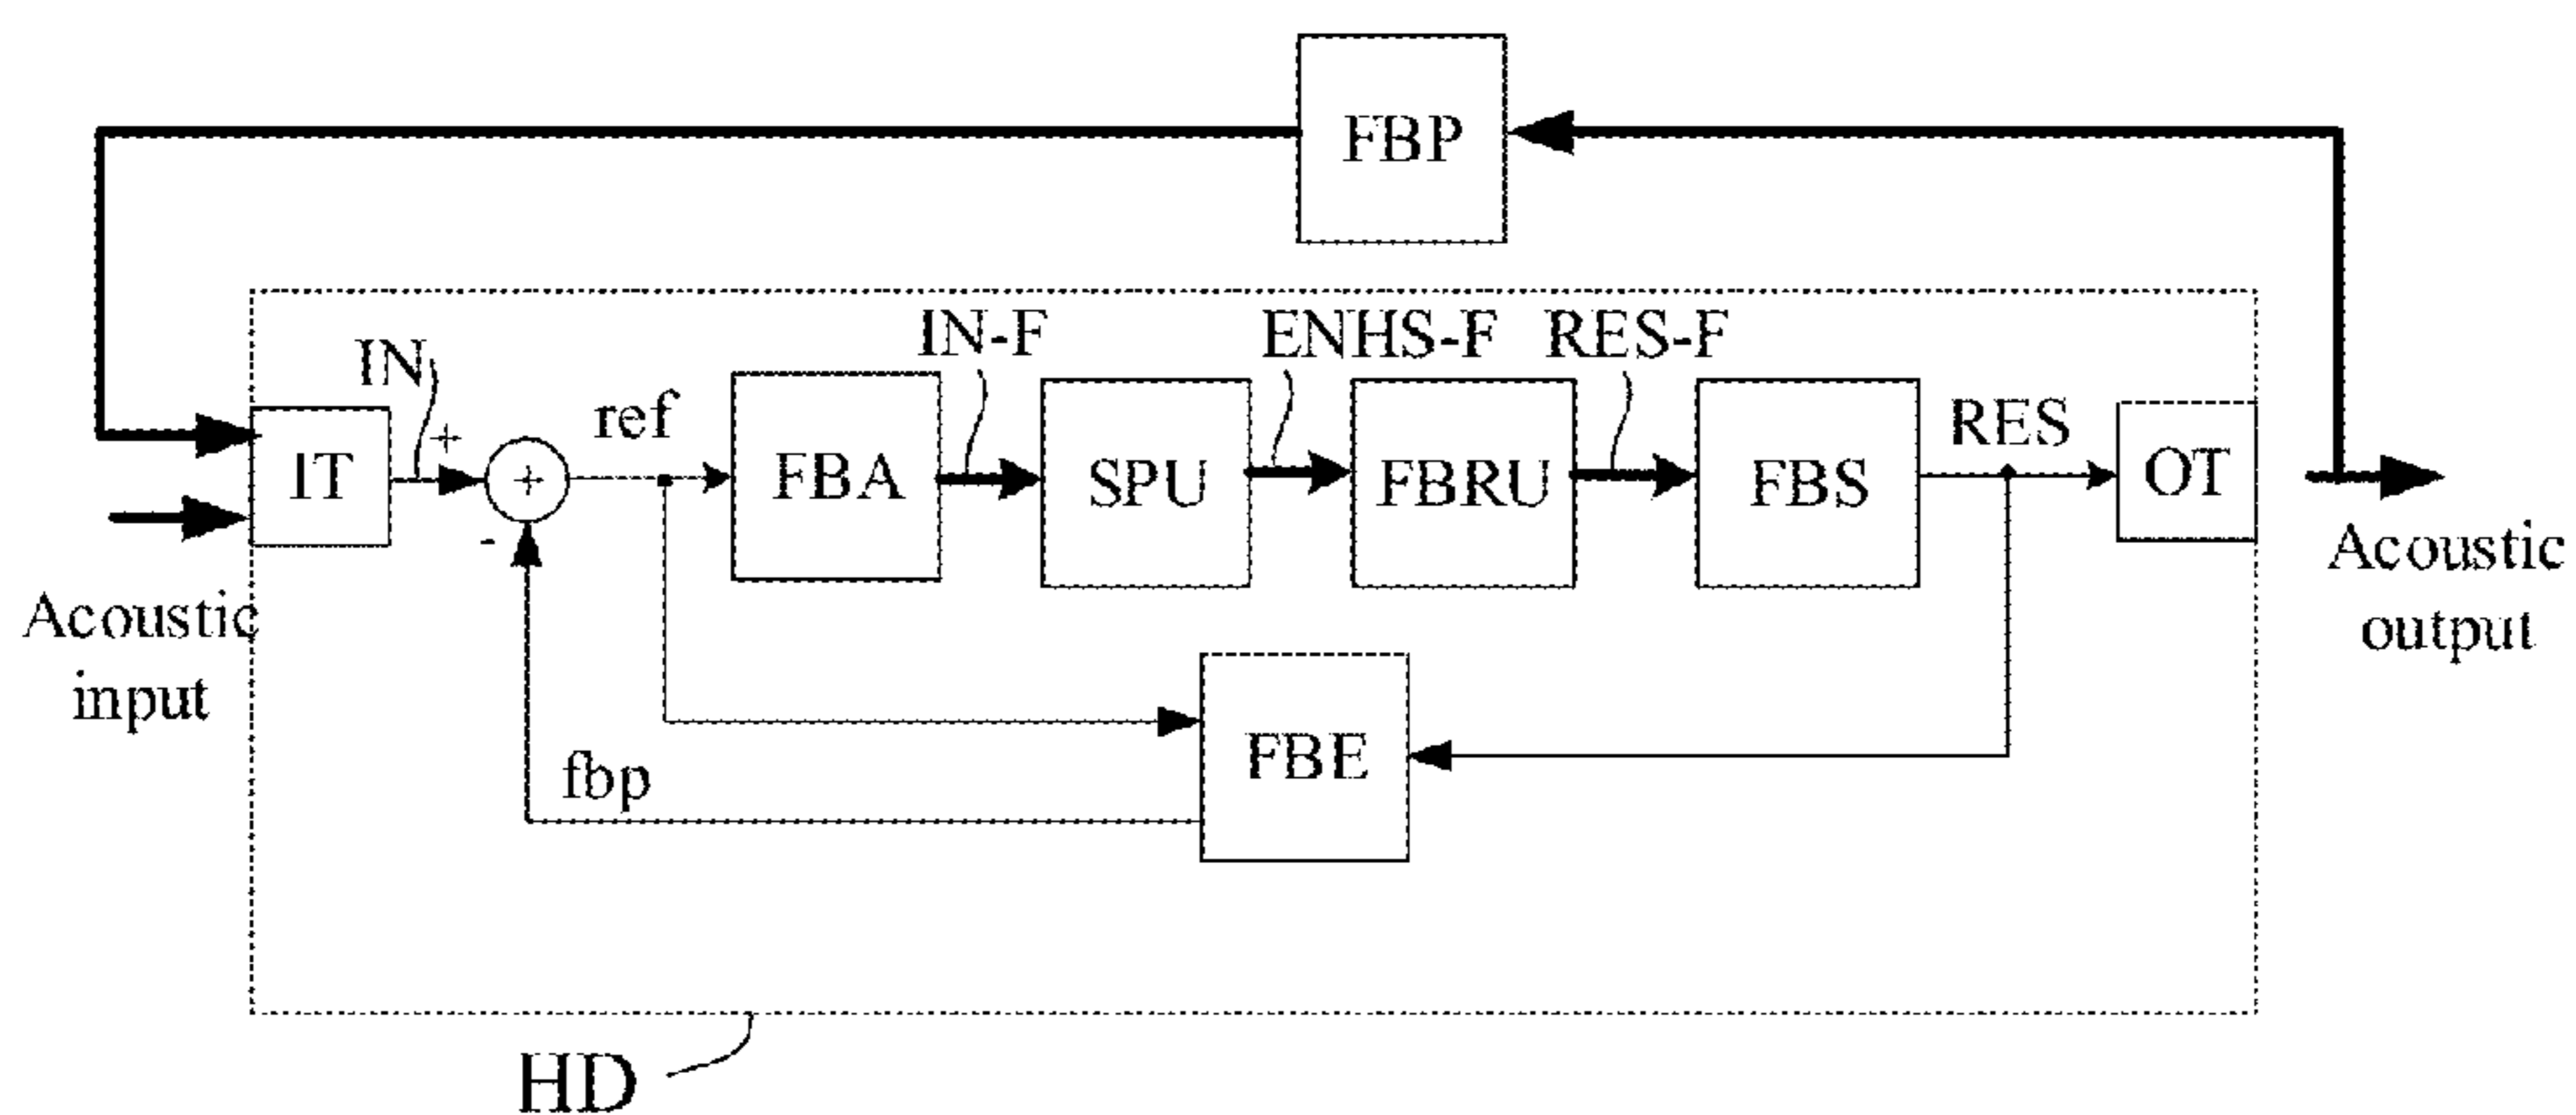 FBP
IN
IN-F
ENHS-F
RES-F
+
ref
RES
IT
+
FBA
SPU
FBRU
FBS
OT
-
Acoustic
input
Acoustic
output
fbp
FBE
HD